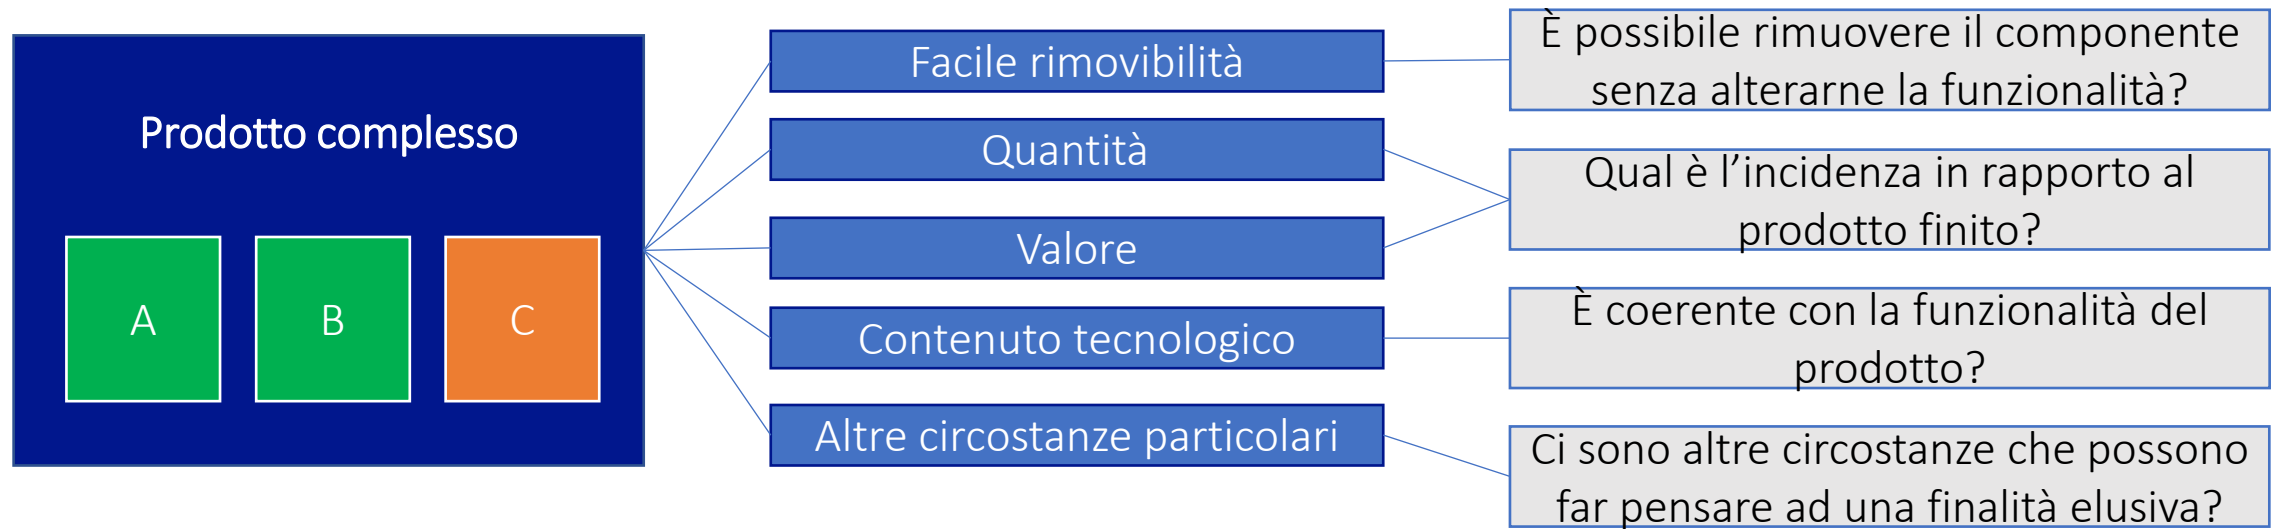 Prodotto complesso
A
B
C
Facile rimovibilità
Quantità
Valore
Contenuto tecnologico
Altre circostanze particolari
È possibile rimuovere il componente
senza alterarne la funzionalità?
Qual è l’incidenza in rapporto al
prodotto finito?
È coerente con la funzionalità del
prodotto?
Ci sono altre circostanze che possono
far pensare ad una finalità elusiva?